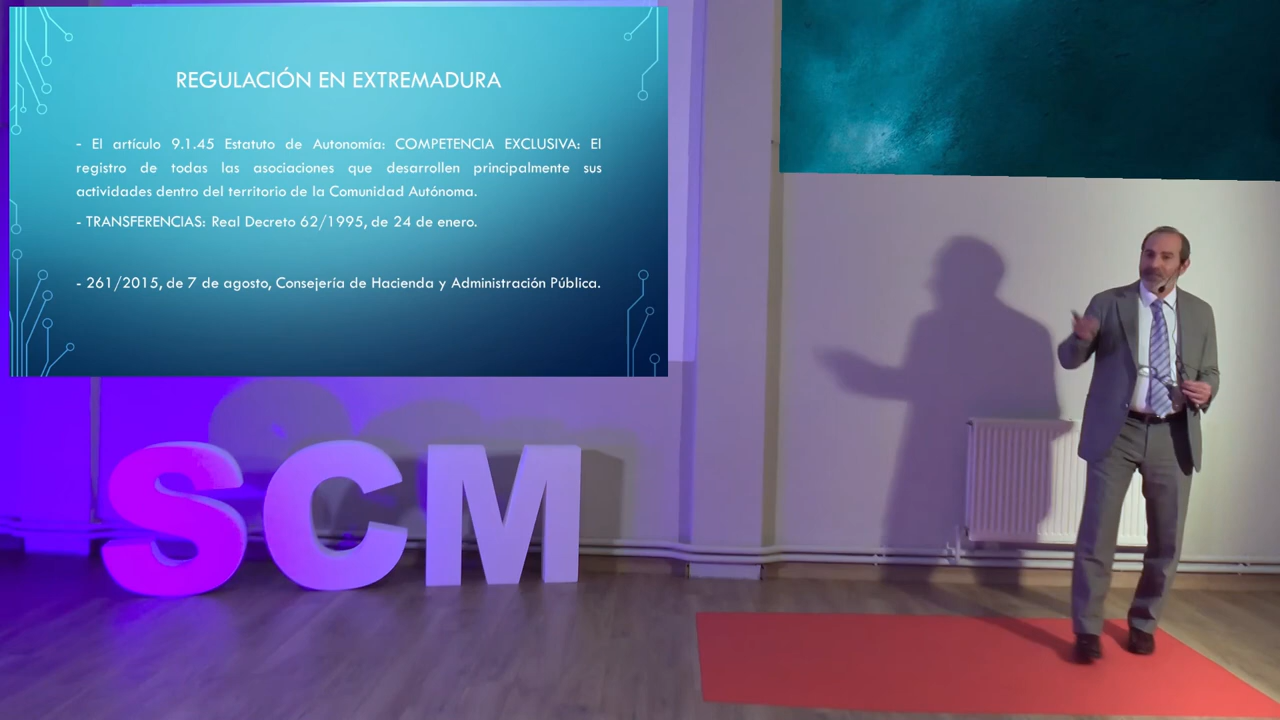 REGULACIÓN EN EXTREMADURA
- El artículo 9.1.45 Estatuto de Autonomía: COMPETENCIA EXCLUSIVA: El
registro de todas las asociaciones que desarrollen principalmente sus
actividades dentro del territorio de la Comunidad Autónoma.
- TRANSFERENCIAS: Real Decreto 62/1995, de 24 de enero.
- 261/2015, de 7 de agosto, Consejería de Hacienda y Administración Pública.
SCM